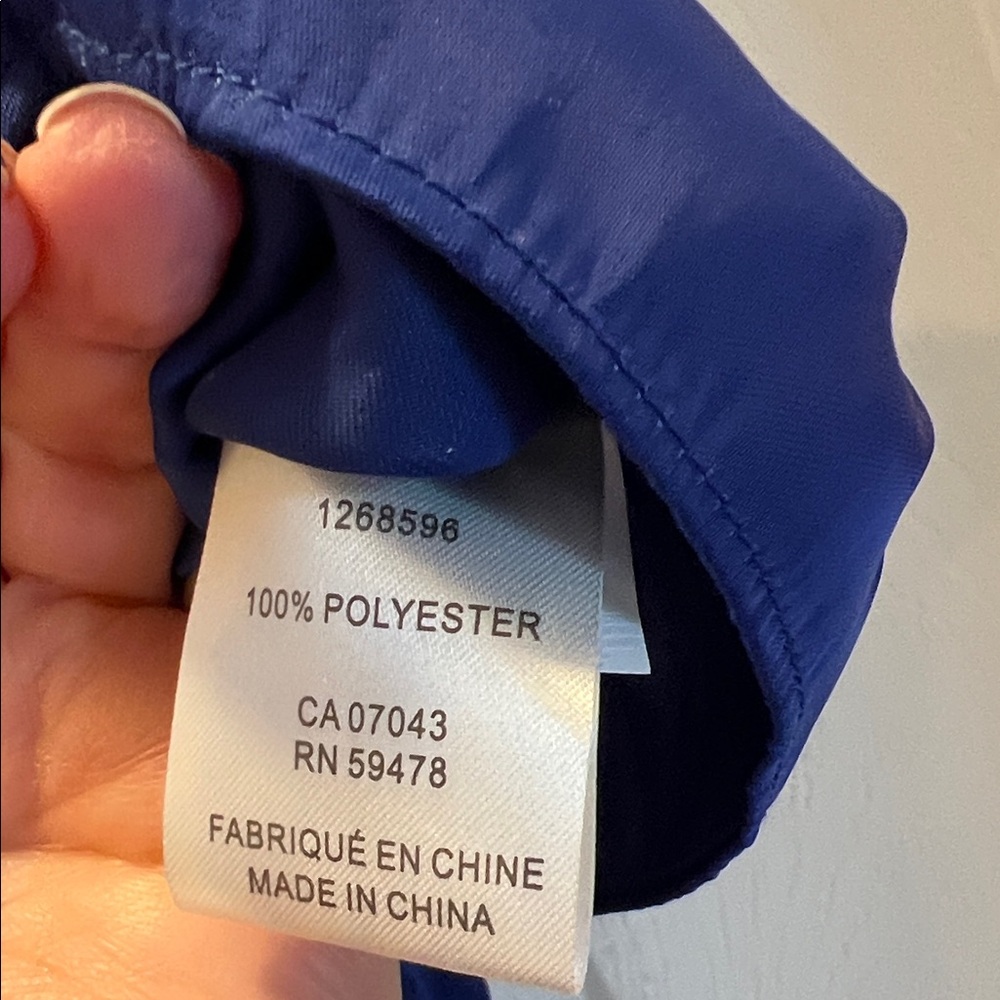 1268596
100% POLYESTER
CA 07043
RN 59478
FABRIQUÉ EN CHINE
MADE IN CHINA